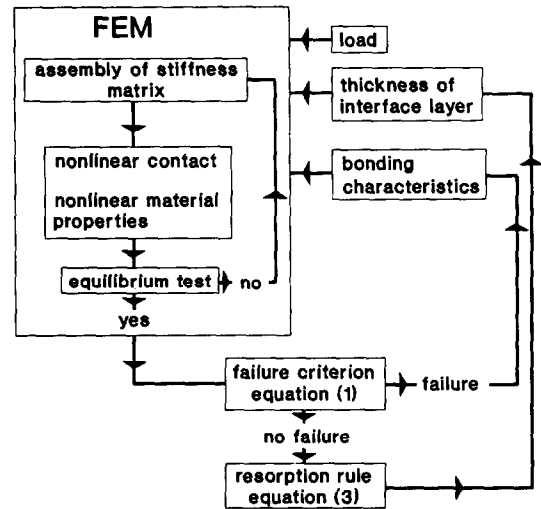 FEM
load
assembly of stiffness
matrix
thickness of
interface layer
nonlinear contact
nonlinear material
properties
bonding
characteristics
equilibrium test
no
yes
failure criterion
equation (1)
failure
no failure
resorption rule
equation (3)